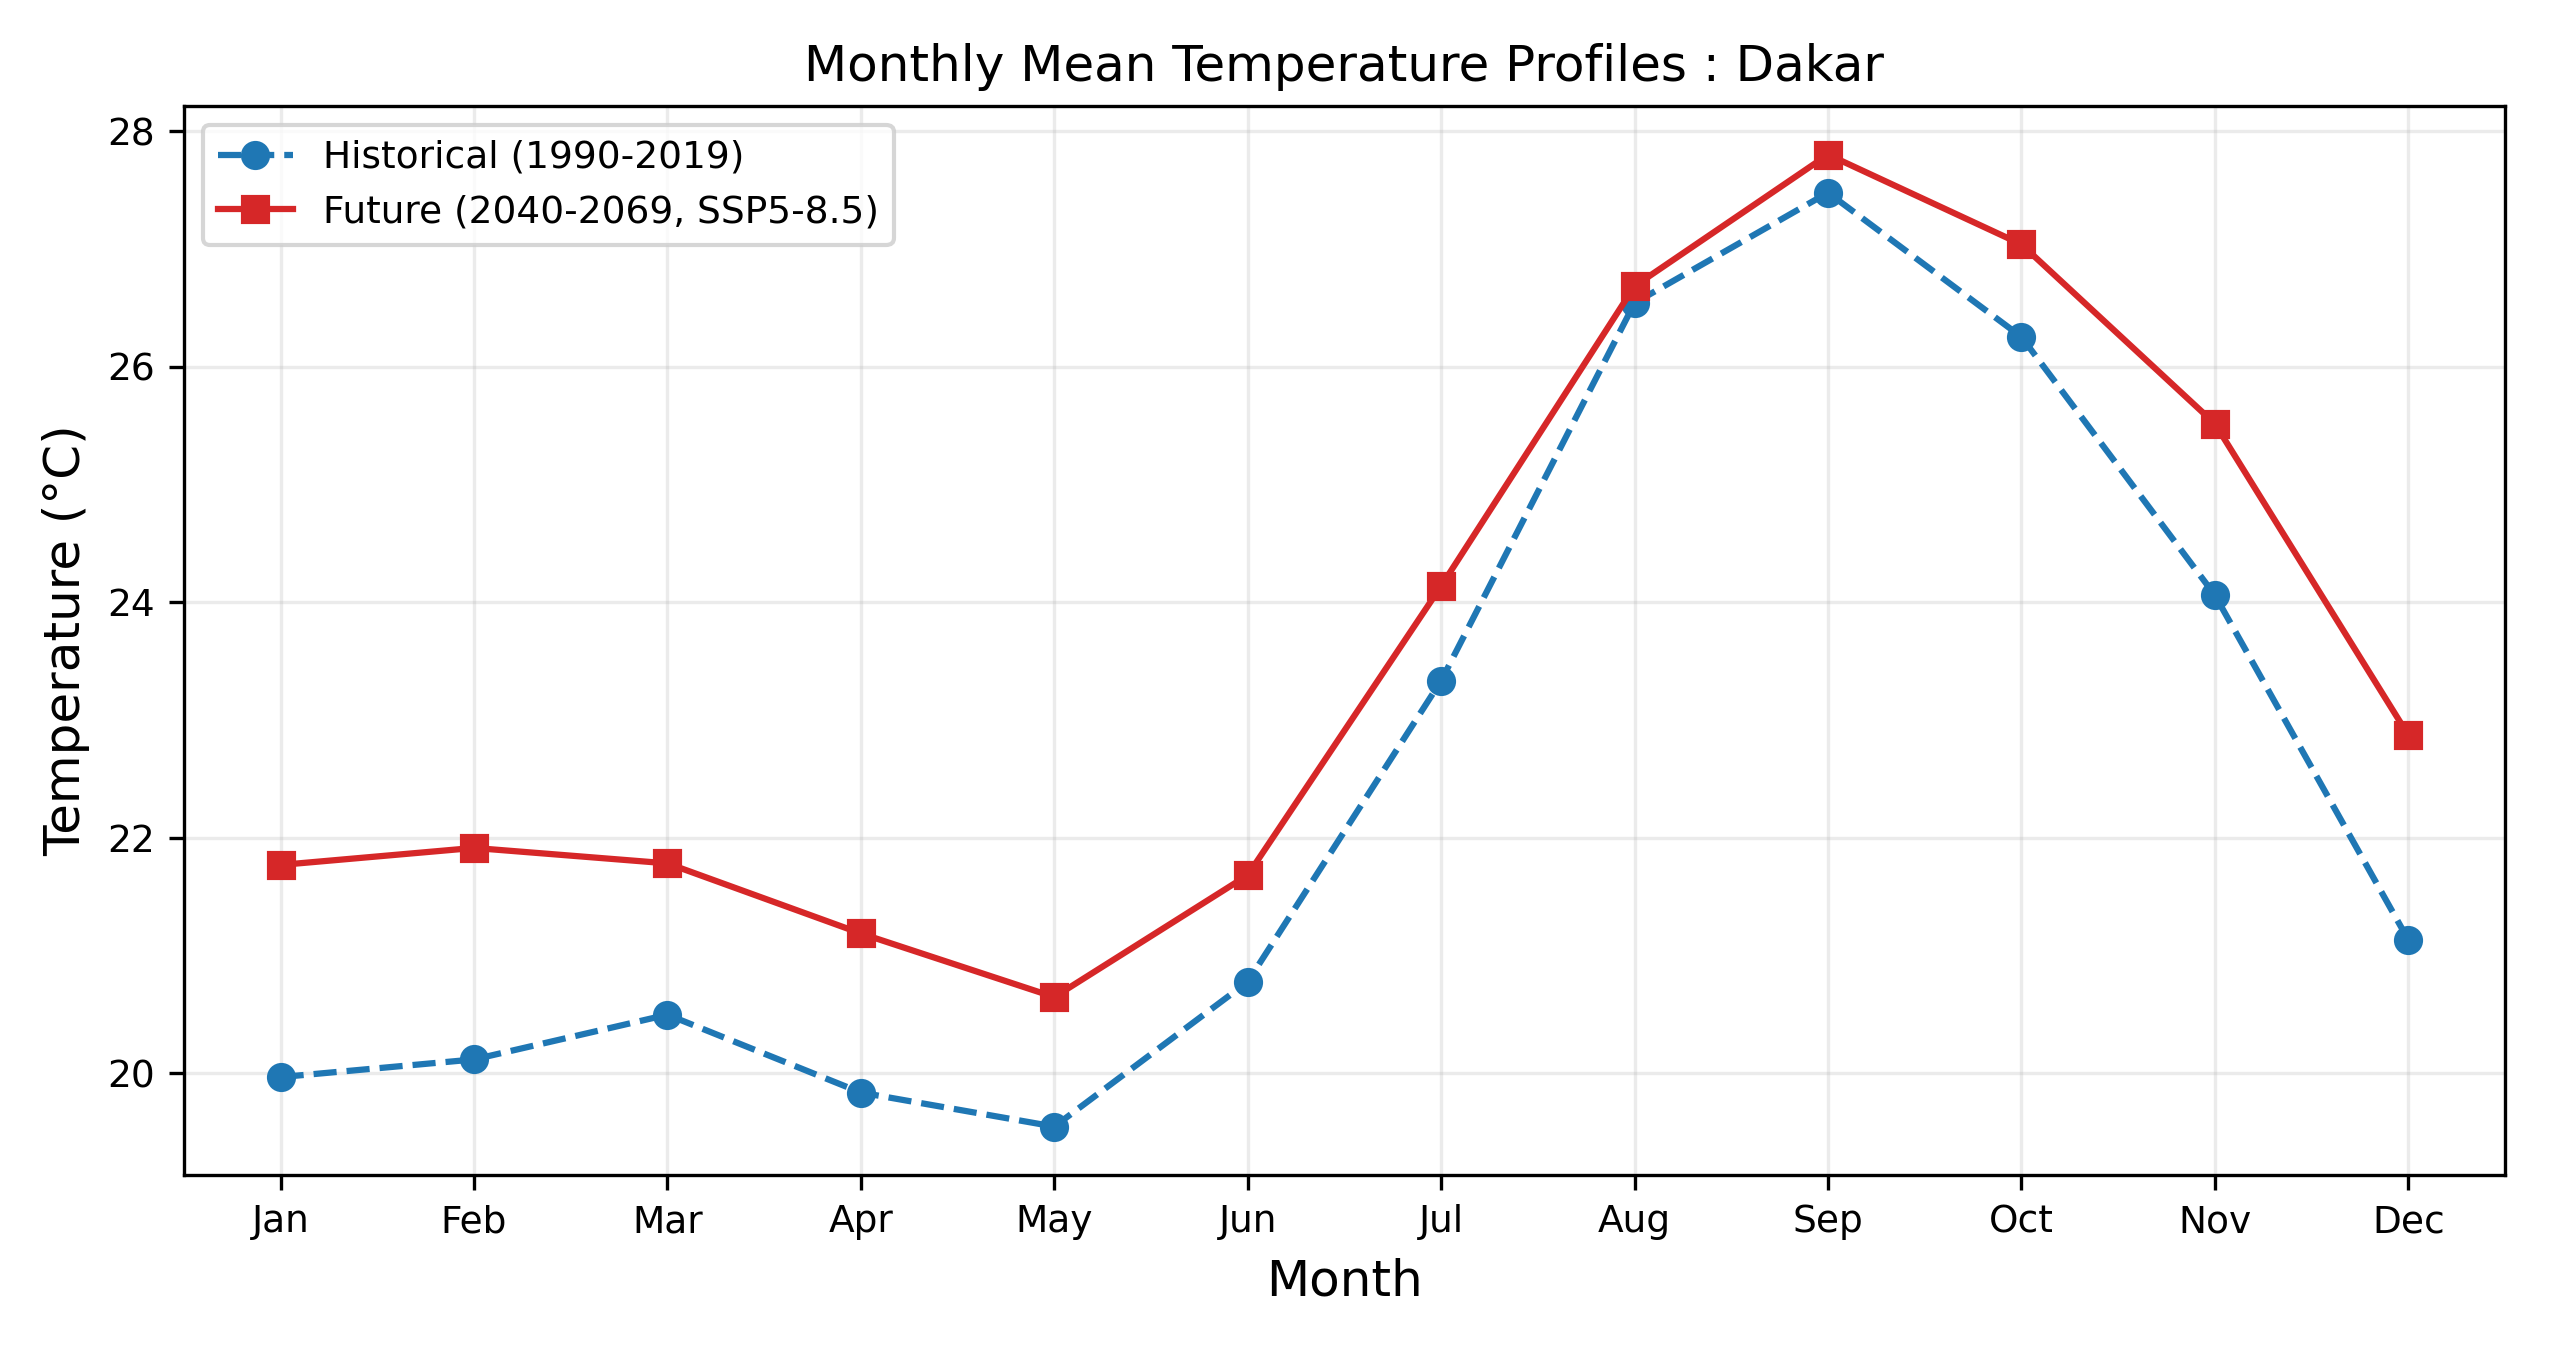 Monthly Mean Temperature Profiles : Dakar
Historical (1990-2019)
Future (2040-2069, SSP5-8.5)
Temperature (°C)
28
26
24
22
20
Jan Feb Mar Apr May Jun Jul Aug Sep Oct Nov Dec
Month